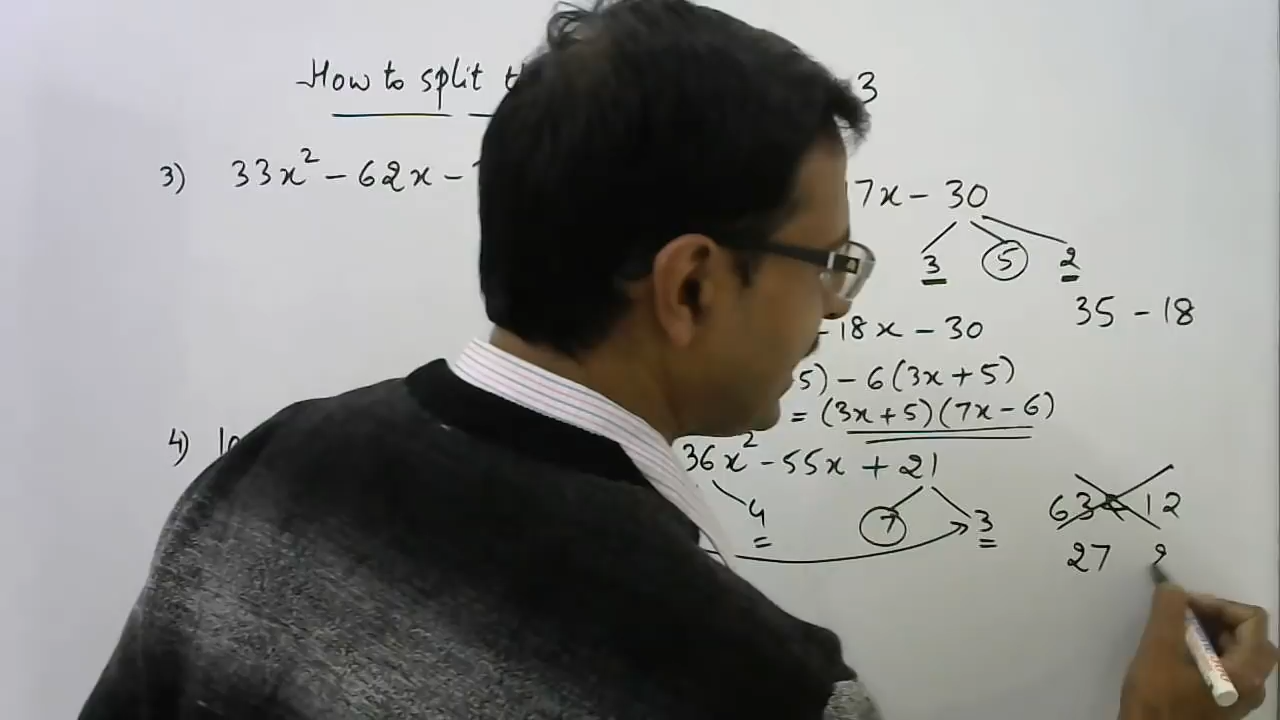 How to split 3
3) 33x² - 62x -
7x - 30
3 5 2
35 - 18
- 18x - 30
5) - 6(3x + 5)
= (3x + 5)(7x - 6)
4)
36x² - 55x + 21
4 7 3
63 12
27